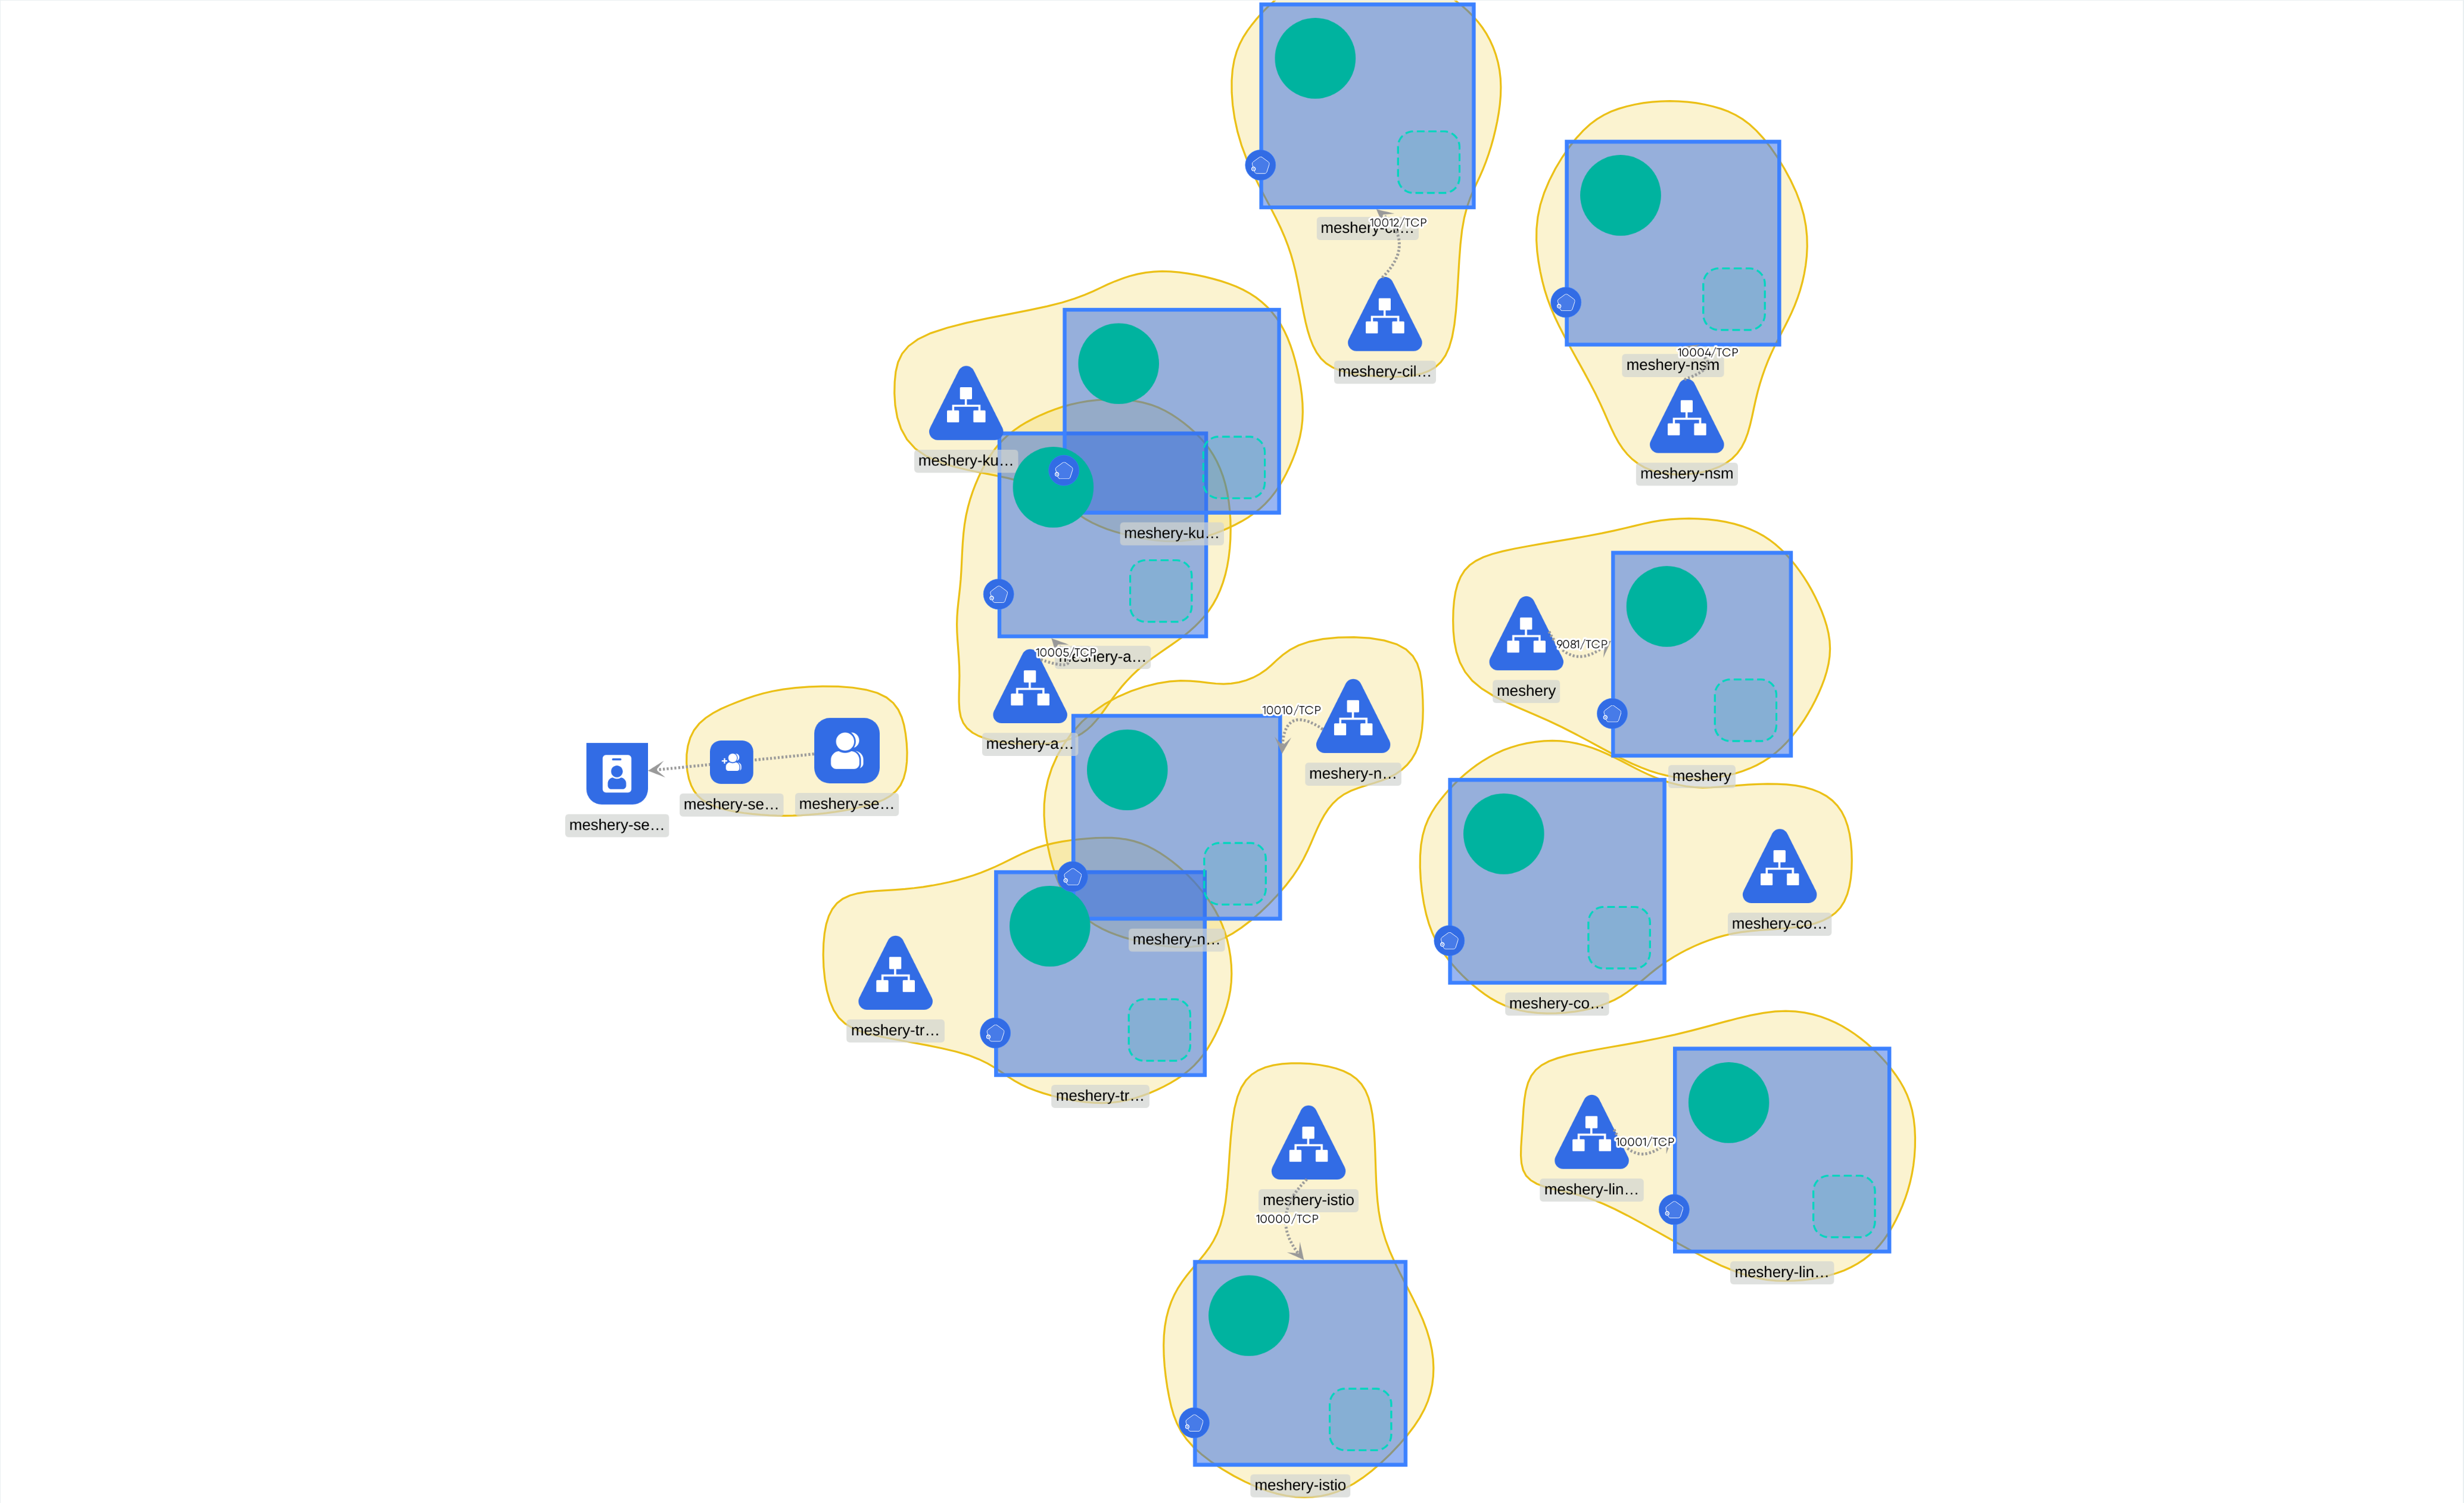 10012/TCP
meshery-cil…
meshery-cil…
10004/TCP
meshery-nsm
meshery-nsm
meshery-ku…
meshery-ku…
10005/TCP
meshery-a…
meshery-a…
9081/TCP
meshery
meshery
10010/TCP
meshery-n…
meshery-n…
meshery-se…
meshery-se…
meshery-se…
meshery-co…
meshery-co…
meshery-tr…
meshery-tr…
10001/TCP
meshery-lin…
meshery-lin…
meshery-istio
10000/TCP
meshery-istio